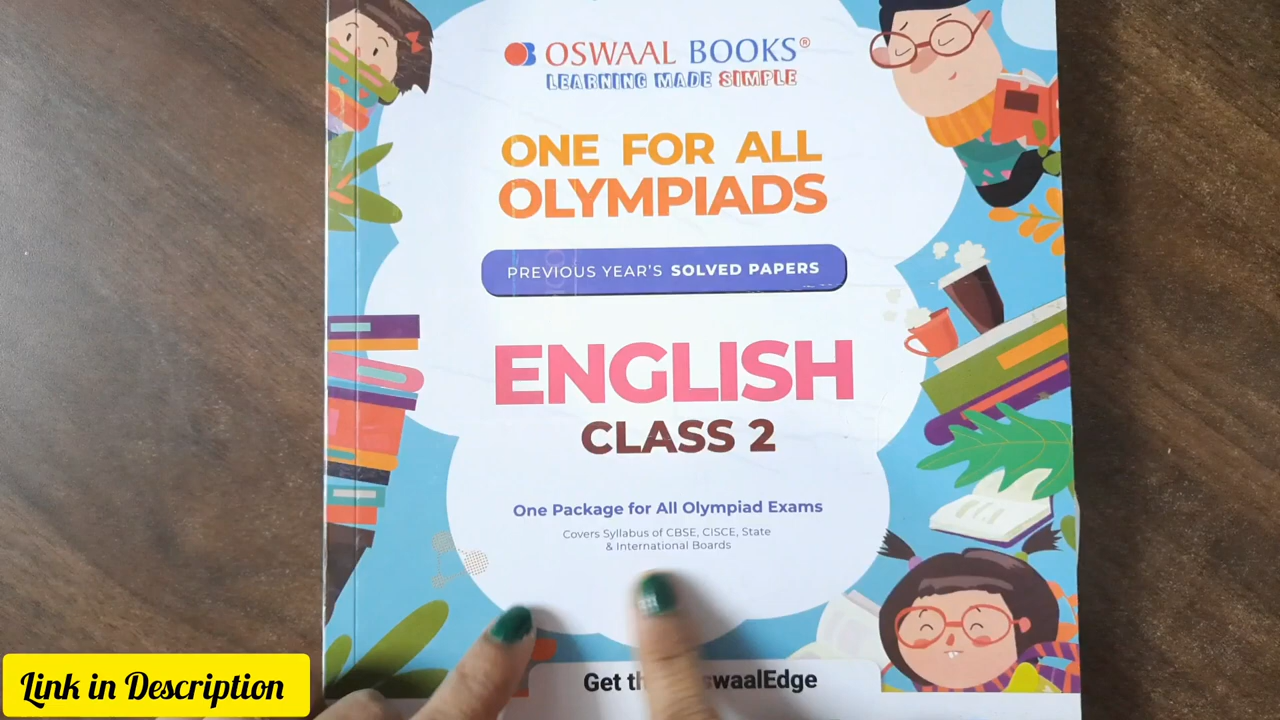 OSWAAL BOOKS®
LEARNING MADE SIMPLE
ONE FOR ALL
OLYMPIADS
PREVIOUS YEAR'S SOLVED PAPERS
ENGLISH
CLASS 2
One Package for All Olympiad Exams
Covers Syllabus of CBSE, CISCE, State
& International Boards
Get
Link in Description